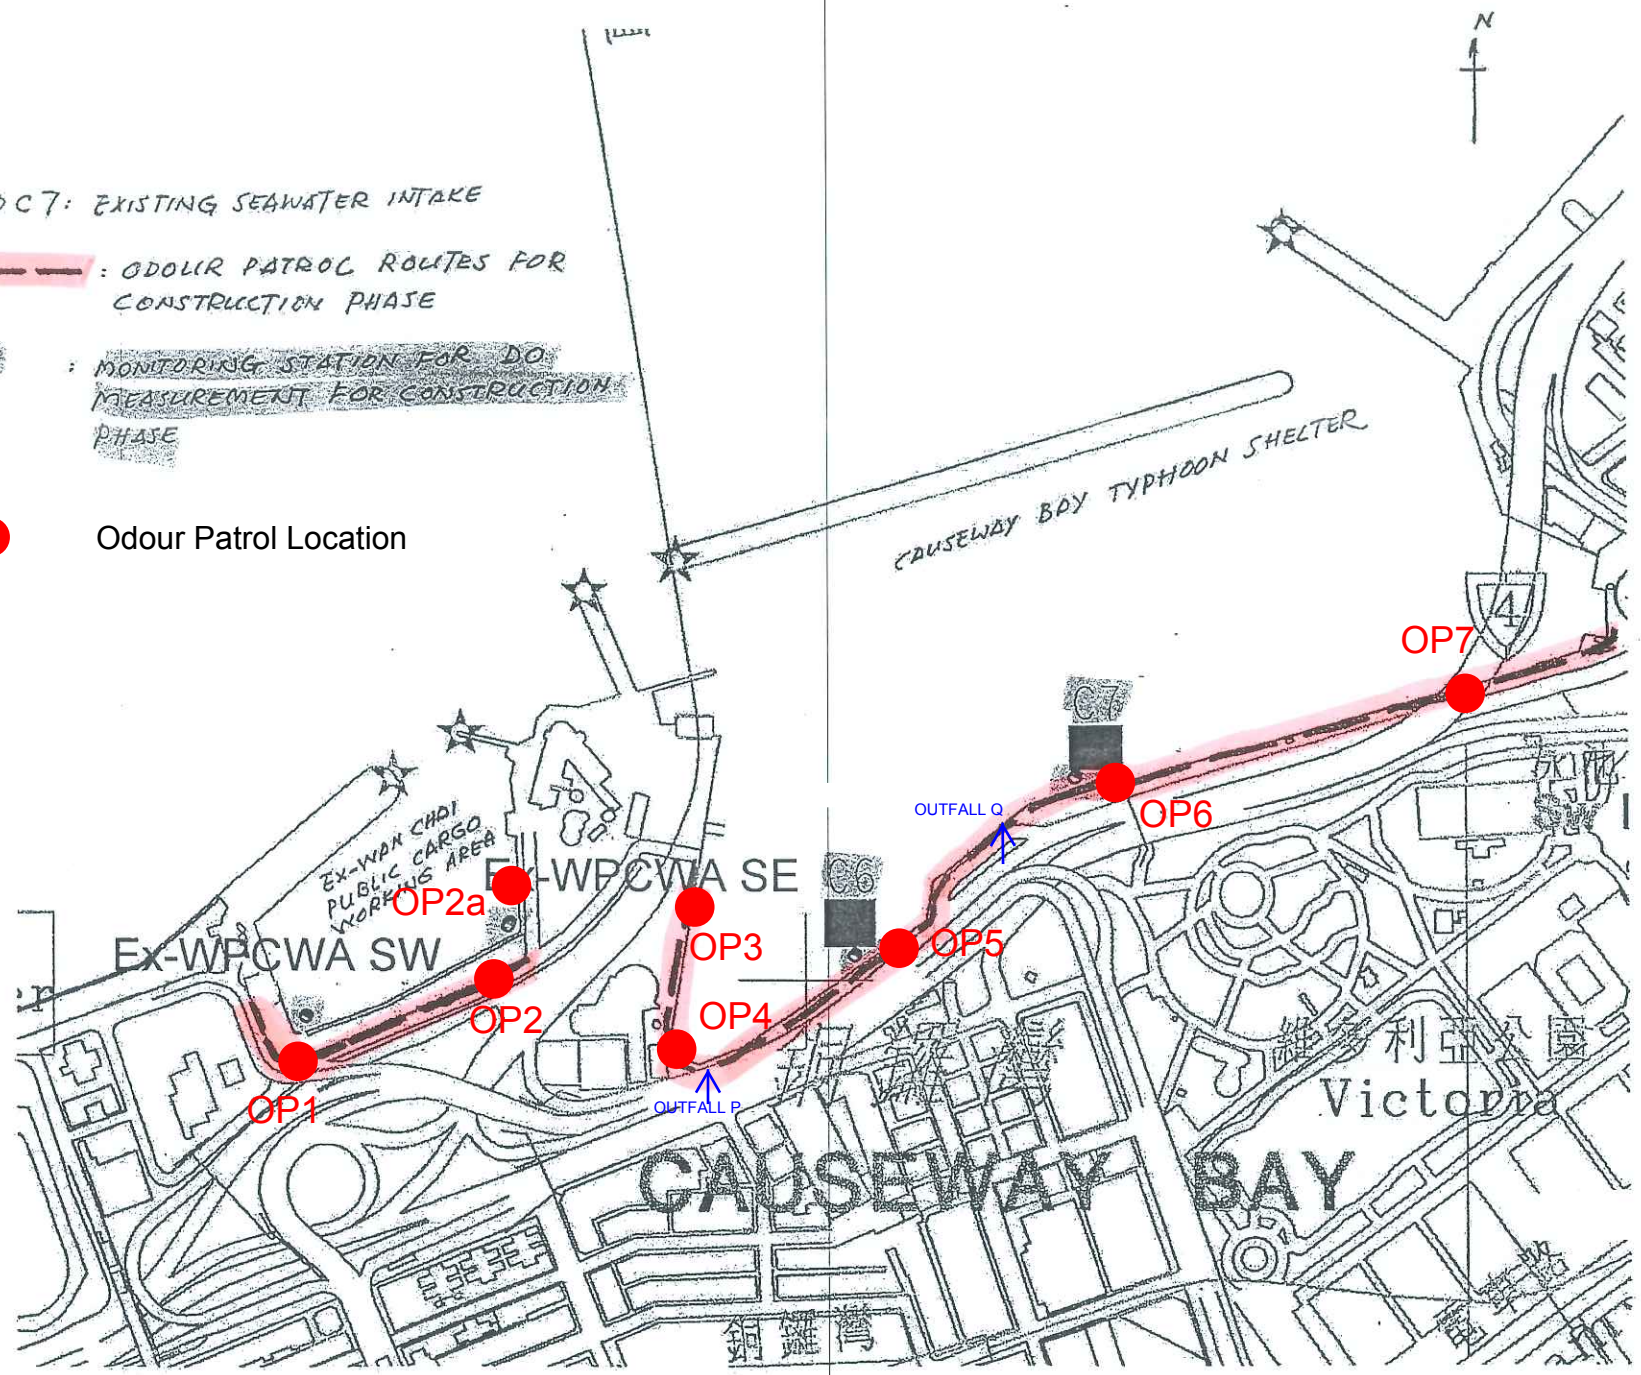 N
C7: EXISTING SEAWATER INTAKE
: ODOUR PATROL ROUTES FOR
CONSTRUCTION PHASE
: MONITORING STATION FOR DO
MEASUREMENT FOR CONSTRUCTION
PHASE
Odour Patrol Location
CAUSEWAY BAY TYPHOON SHELTER
4
OP7
C7
OP6
OUTFALL Q
EX-WAN CHAI
PUBLIC CARGO
WORKING AREA
OP2a
Ex-WPCWA SE
C6
OP3
OP5
Ex-WPCWA SW
er
OP2
OP4
OP1
OUTFALL P
維多利亞公園
Victoria
CAUSEWAY BAY
銅鑼灣